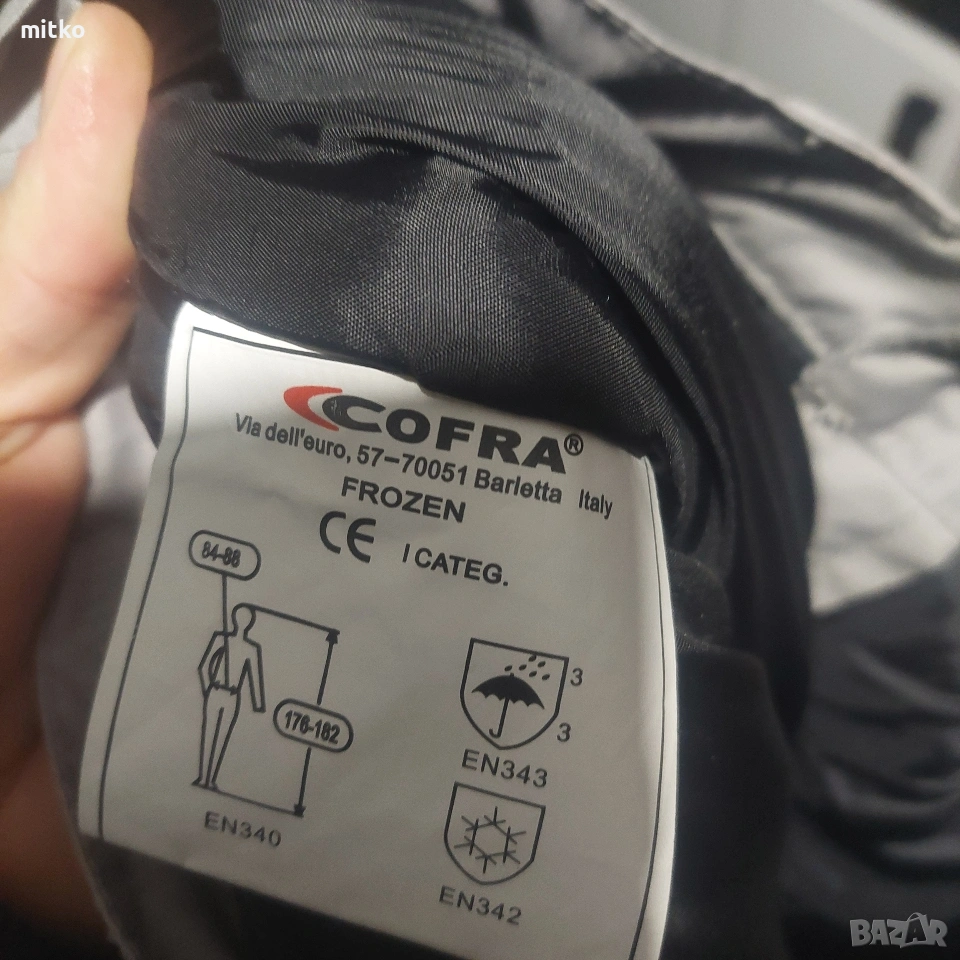 mitko
COFRA®
Via dell'euro, 57-70051 Barletta Italy
FROZEN
CE I CATEG.
84-88
176-182
EN340
3
3
EN343
EN342
BAZAR